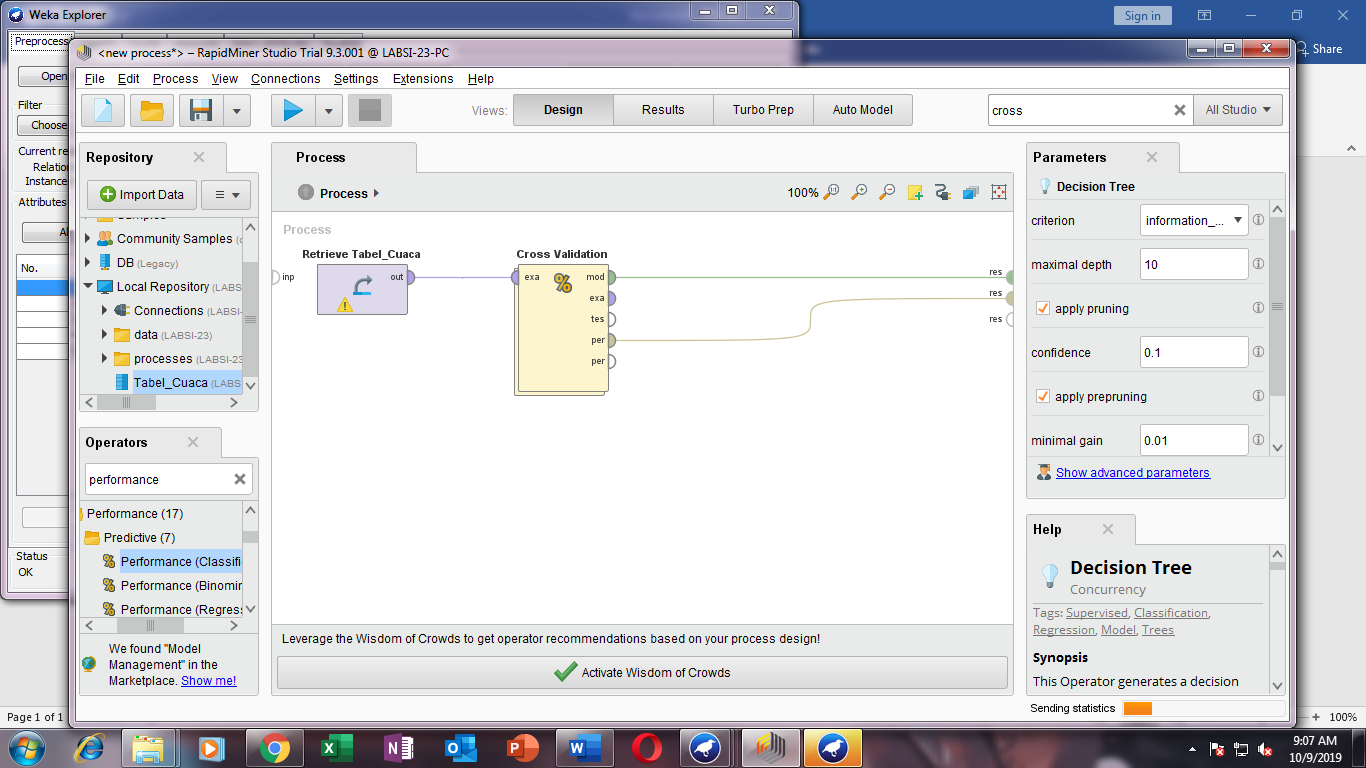 Weka Explorer
Sign in
Share
Preprocess
Open
Filter
Choose
Current re
Relatio
Instance
Attributes
Al
No.
Status
OK
Page 1 of 1
100%
<new process*> – RapidMiner Studio Trial 9.3.001 @ LABSI-23-PC
File Edit Process View Connections Settings Extensions Help
Views: Design Results Turbo Prep Auto Model
cross
All Studio
Repository
Import Data
Samples
Community Samples
DB (Legacy)
Local Repository (LABS
Connections (LABSI-
data (LABSI-23)
processes (LABSI-23
Tabel_Cuaca (LABS
Operators
performance
Performance (17)
Predictive (7)
Performance (Classifi
Performance (Binomin
Performance (Regress
We found "Model
Management" in the
Marketplace. Show me!
Process
Process
100%
Process
Retrieve Tabel_Cuaca
inp
out
Cross Validation
exa
mod
exa
tes
per
per
res
res
res
Leverage the Wisdom of Crowds to get operator recommendations based on your process design!
Activate Wisdom of Crowds
Parameters
Decision Tree
criterion information_...
maximal depth 10
apply pruning
confidence 0.1
apply prepruning
minimal gain 0.01
Show advanced parameters
Help
Decision Tree
Concurrency
Tags: Supervised, Classification,
Regression, Model, Trees
Synopsis
This Operator generates a decision
Sending statistics
9:07 AM
10/9/2019